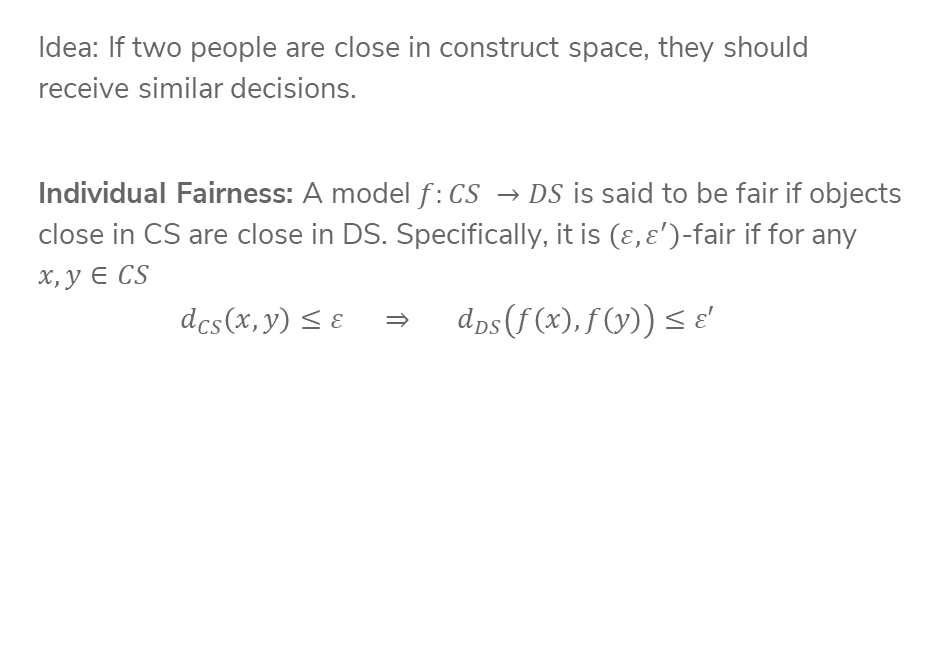 Idea: If two people are close in construct space, they should
receive similar decisions.
Individual Fairness: A model f: CS → DS is said to be fair if objects
close in CS are close in DS. Specifically, it is (ε, ε′)-fair if for any
x, y ∈ CS
d_CS(x, y) ≤ ε ⇒ d_DS(f(x), f(y)) ≤ ε′